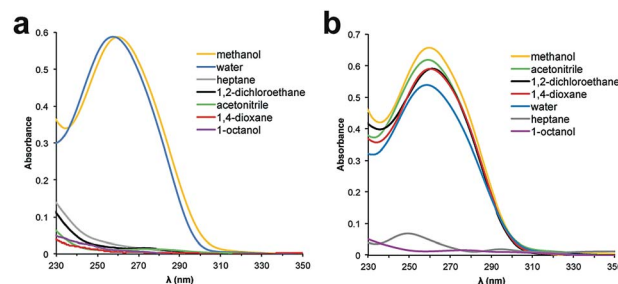 a
0.6
0.5
0.4
0.3
0.2
0.1
0
Absorbance
230
250
270
290
310
330
350
λ (nm)
methanol
water
heptane
1,2-dichloroethane
acetonitrile
1,4-dioxane
1-octanol
b
0.7
0.6
0.5
0.4
0.3
0.2
0.1
0
Absorbance
230
250
270
290
310
330
350
λ (nm)
methanol
acetonitrile
1,2-dichloroethane
1,4-dioxane
water
heptane
1-octanol